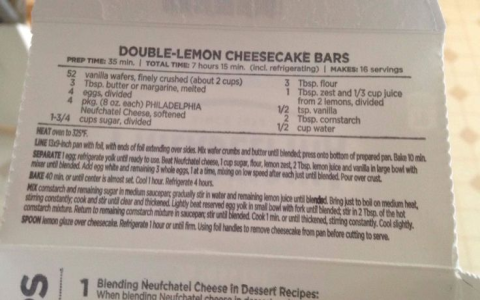 DOUBLE-LEMON CHEESECAKE BARS
PREP TIME: 35 min. | TOTAL TIME: 7 hours 15 min. (incl. refrigerating) | MAKES: 16 servings
52 vanilla wafers, finely crushed (about 2 cups)
3 Tbsp. butter or margarine, melted
4 eggs, divided
4 pkg. (8 oz. each) PHILADELPHIA
Neufchatel Cheese, softened
1-3/4 cups sugar, divided
3 Tbsp. flour
1 Tbsp. zest and 1/3 cup juice
from 2 lemons, divided
1/2 tsp. vanilla
2 Tbsp. cornstarch
1/2 cup water
HEAT oven to 325°F.
LINE 13x9-inch pan with foil, with ends of foil extending over sides. Mix wafer crumbs and butter until blended; press onto bottom of prepared pan. Bake 10 min.
SEPARATE 1 egg; refrigerate yolk until ready to use. Beat Neufchatel cheese, 1 cup sugar, flour, lemon zest, 2 Tbsp. lemon juice and vanilla in large bowl with
mixer until blended. Add egg white and remaining 3 whole eggs, 1 at a time, mixing on low speed after each just until blended. Pour over crust.
BAKE 40 min. or until center is almost set. Cool 1 hour. Refrigerate 4 hours.
MIX cornstarch and remaining sugar in medium saucepan; gradually stir in water and remaining lemon juice until blended. Bring just to boil on medium heat,
stirring constantly; cook and stir until clear and thickened. Lightly beat reserved egg yolk in small bowl with fork until blended; stir in 2 Tbsp. of the hot
cornstarch mixture. Return to remaining cornstarch mixture in saucepan; stir until blended. Cook 1 min. or until thickened, stirring constantly. Cool slightly.
SPOON lemon glaze over cheesecake. Refrigerate 1 hour or until firm. Using foil handles to remove cheesecake from pan before cutting to serve.
1 Blending Neufchatel Cheese in Dessert Recipes:
When blending Neufchatel cheese in